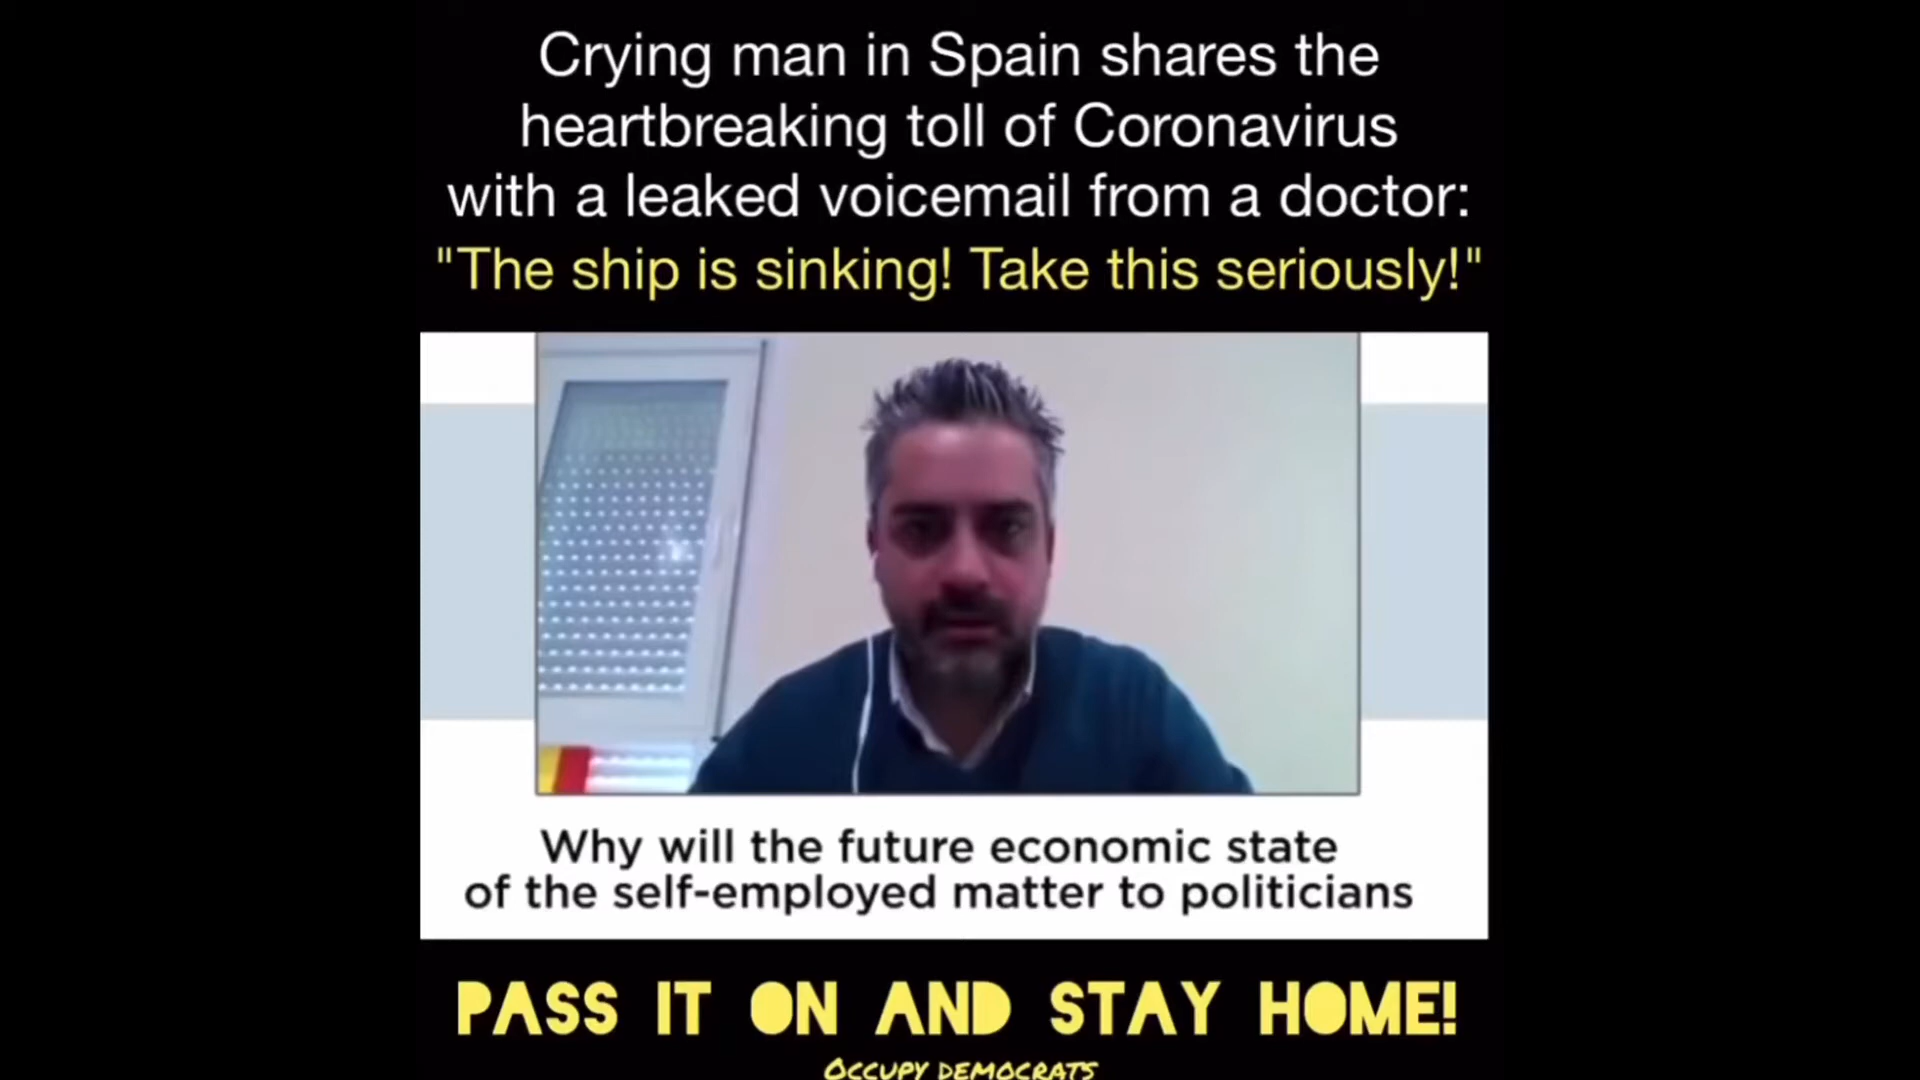 Crying man in Spain shares the
heartbreaking toll of Coronavirus
with a leaked voicemail from a doctor:
"The ship is sinking! Take this seriously!"
Why will the future economic state
of the self-employed matter to politicians
PASS IT ON AND STAY HOME!
OCCUPY DEMOCRATS